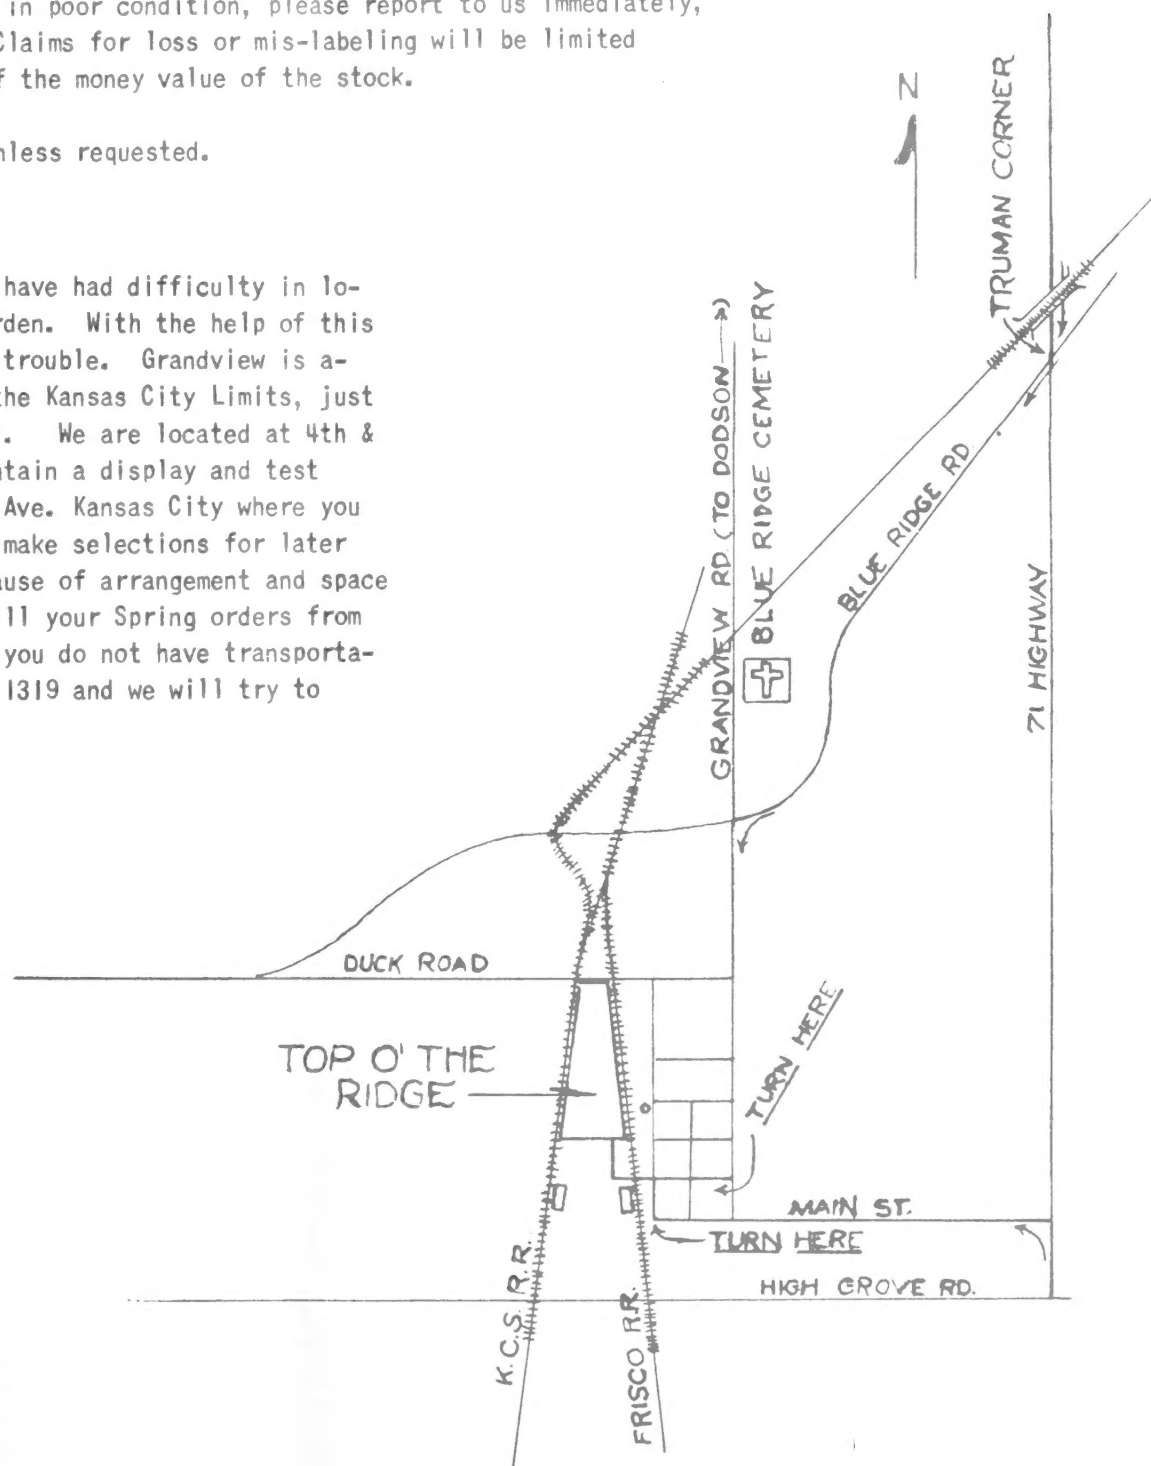 in poor condition, please report to us immediately,
Claims for loss or mis-labeling will be limited
f the money value of the stock.
nless requested.
have had difficulty in lo-
rden. With the help of this
trouble. Grandview is a-
the Kansas City Limits, just
. We are located at 4th &
ntain a display and test
Ave. Kansas City where you
make selections for later
ause of arrangement and space
ll your Spring orders from
you do not have transporta-
1319 and we will try to
N
TRUMAN CORNER
GRANDVIEW RD. (TO DODSON →)
BLUE RIDGE CEMETERY
BLUE RIDGE RD
71 HIGHWAY
DUCK ROAD
TOP O' THE
RIDGE
TURN HERE
MAIN ST.
TURN HERE
HIGH GROVE RD.
K.C.S. R.R.
FRISCO R.R.